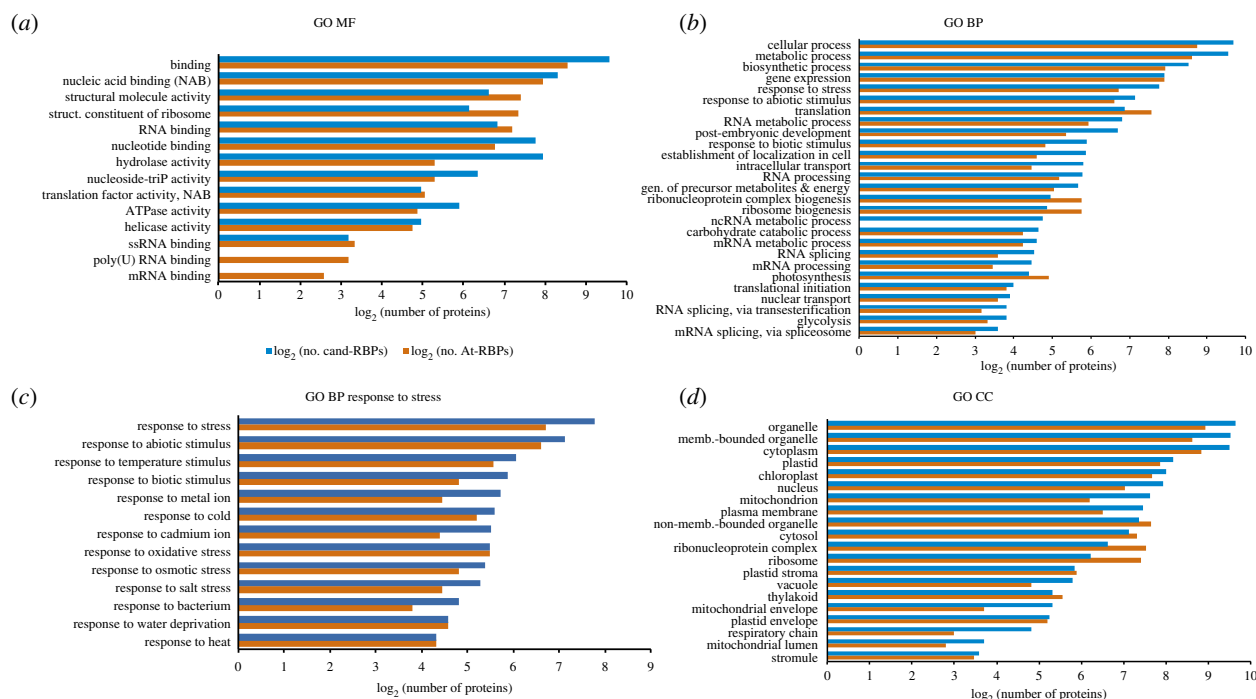 (a)
GO MF
binding
nucleic acid binding (NAB)
structural molecule activity
struct. constituent of ribosome
RNA binding
nucleotide binding
hydrolase activity
nucleoside-triP activity
translation factor activity, NAB
ATPase activity
helicase activity
ssRNA binding
poly(U) RNA binding
mRNA binding
0 1 2 3 4 5 6 7 8 9 10
log2 (number of proteins)
log2 (no. cand-RBPs) log2 (no. At-RBPs)
(b)
GO BP
cellular process
metabolic process
biosynthetic process
gene expression
response to stress
response to abiotic stimulus
translation
RNA metabolic process
post-embryonic development
response to biotic stimulus
establishment of localization in cell
intracellular transport
RNA processing
gen. of precursor metabolites & energy
ribonucleoprotein complex biogenesis
ribosome biogenesis
ncRNA metabolic process
carbohydrate catabolic process
mRNA metabolic process
RNA splicing
mRNA processing
photosynthesis
translational initiation
nuclear transport
RNA splicing, via transesterification
glycolysis
mRNA splicing, via spliceosome
0 1 2 3 4 5 6 7 8 9 10
log2 (number of proteins)
(c)
GO BP response to stress
response to stress
response to abiotic stimulus
response to temperature stimulus
response to biotic stimulus
response to metal ion
response to cold
response to cadmium ion
response to oxidative stress
response to osmotic stress
response to salt stress
response to bacterium
response to water deprivation
response to heat
0 1 2 3 4 5 6 7 8 9
log2 (number of proteins)
(d)
GO CC
organelle
memb.-bounded organelle
cytoplasm
plastid
chloroplast
nucleus
mitochondrion
plasma membrane
non-memb-bounded organelle
cytosol
ribonucleoprotein complex
ribosome
plastid stroma
vacuole
thylakoid
mitochondrial envelope
plastid envelope
respiratory chain
mitochondrial lumen
stromule
0 1 2 3 4 5 6 7 8 9 10
log2 (number of proteins)